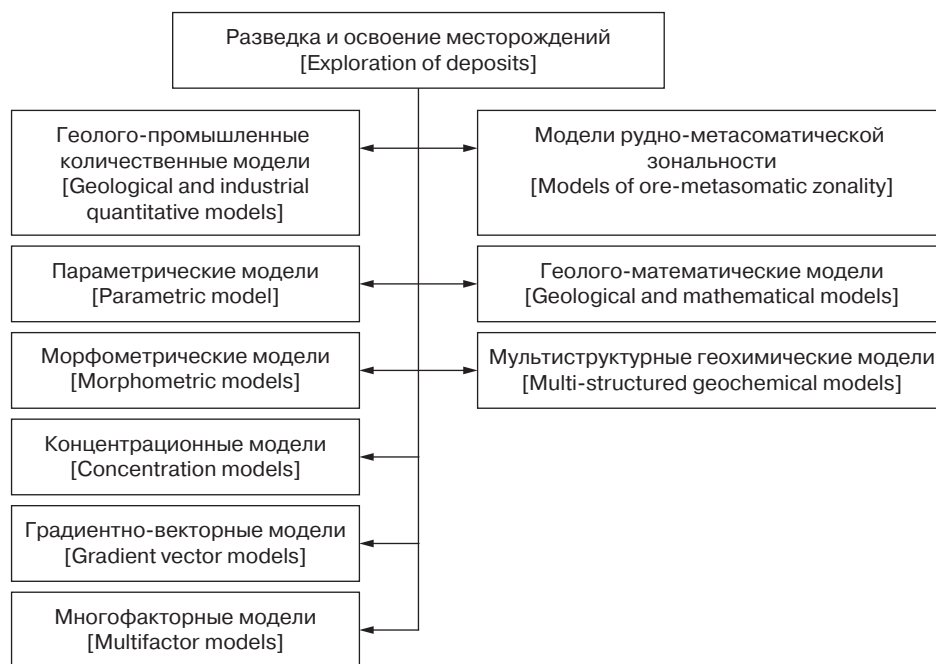 Разведка и освоение месторождений
[Exploration of deposits]
Геолого-промышленные
количественные модели
[Geological and industrial
quantitative models]
Модели рудно-метасоматической
зональности
[Models of ore-metasomatic zonality]
Параметрические модели
[Parametric model]
Геолого-математические модели
[Geological and mathematical models]
Морфометрические модели
[Morphometric models]
Мультиструктурные геохимические модели
[Multi-structured geochemical models]
Концентрационные модели
[Concentration models]
Градиентно-векторные модели
[Gradient vector models]
Многофакторные модели
[Multifactor models]